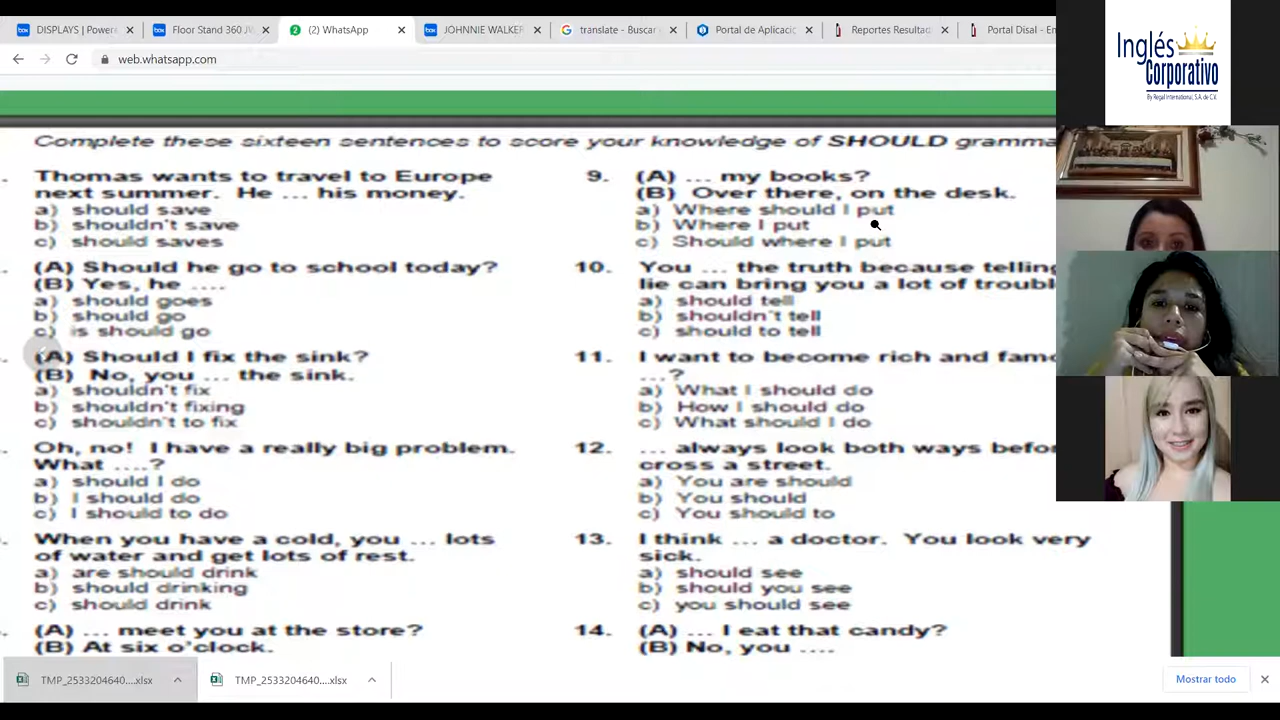 DISPLAYS | Powere
Floor Stand 360 JW
(2) WhatsApp
JOHNNIE WALKER
translate - Buscar
Portal de Aplicacio
Reportes Resultad
Portal Disal - Em
web.whatsapp.com
Complete these sixteen sentences to score your knowledge of SHOULD gramma
Thomas wants to travel to Europe
next summer. He ... his money.
a) should save
b) shouldn't save
c) should saves
(A) Should he go to school today?
(B) Yes, he ....
a) should goes
b) should go
c) is should go
(A) Should I fix the sink?
(B) No, you ... the sink.
a) shouldn't fix
b) shouldn't fixing
c) shouldn't to fix
Oh, no! I have a really big problem.
What ....?
a) should I do
b) I should do
c) I should to do
When you have a cold, you ... lots
of water and get lots of rest.
a) are should drink
b) should drinking
c) should drink
(A) ... meet you at the store?
(B) At six o'clock.
9. (A) ... my books?
(B) Over there, on the desk.
a) Where should I put
b) Where I put
c) Should where I put
10. You ... the truth because telling
lie can bring you a lot of troubl
a) should tell
b) shouldn't tell
c) should to tell
11. I want to become rich and famo
...?
a) What I should do
b) How I should do
c) What should I do
12. ... always look both ways befor
cross a street.
a) You are should
b) You should
c) You should to
13. I think ... a doctor. You look very
sick.
a) should see
b) should you see
c) you should see
14. (A) ... I eat that candy?
(B) No, you ....
TMP_2533204640....xlsx
TMP_2533204640....xlsx
Mostrar todo
Inglés
Corporativo
By Regal International, S.A. de C.V.